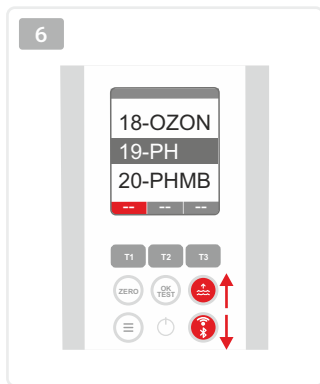 6
18-OZON
19-PH
20-PHMB
-- -- --
T1 T2 T3
ZERO OK TEST